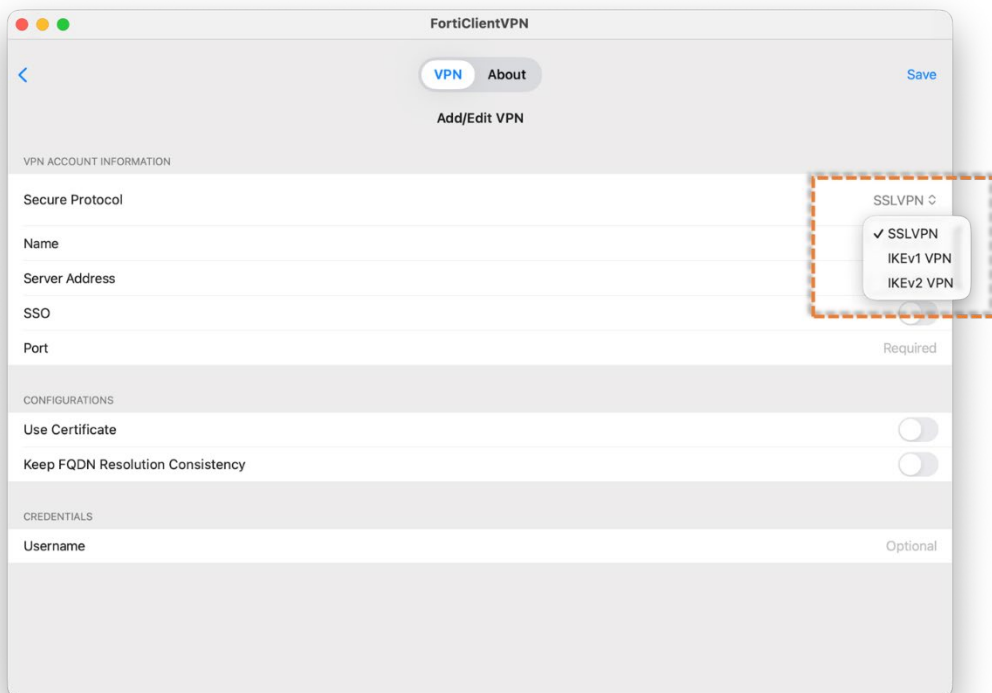 FortiClientVPN
VPN About
Save
Add/Edit VPN
VPN ACCOUNT INFORMATION
Secure Protocol
SSLVPN
✓ SSLVPN
Name
IKEv1 VPN
Server Address
IKEv2 VPN
SSO
Port
Required
CONFIGURATIONS
Use Certificate
Keep FQDN Resolution Consistency
CREDENTIALS
Username
Optional